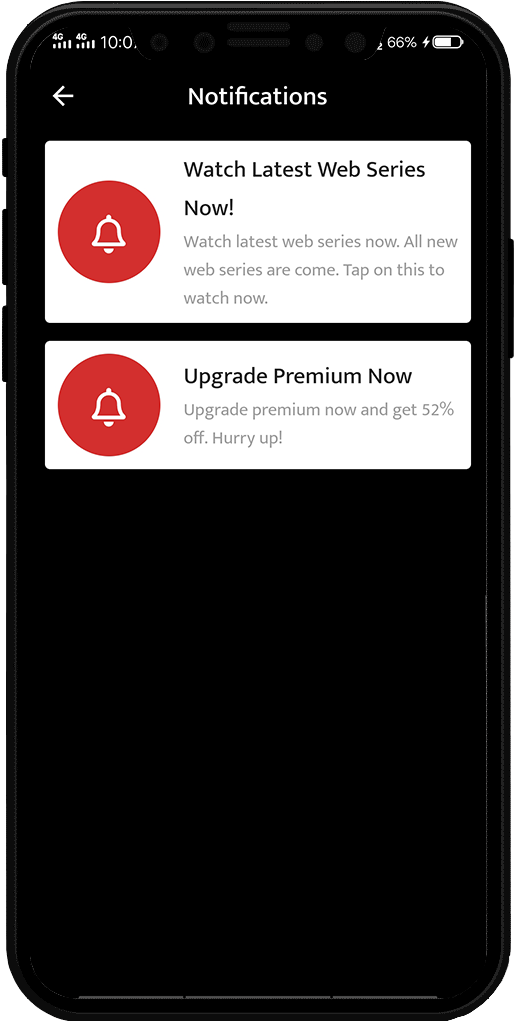 4G 4G 10:0
66%
Notifications
Watch Latest Web Series
Now!
Watch latest web series now. All new
web series are come. Tap on this to
watch now.
Upgrade Premium Now
Upgrade premium now and get 52%
off. Hurry up!